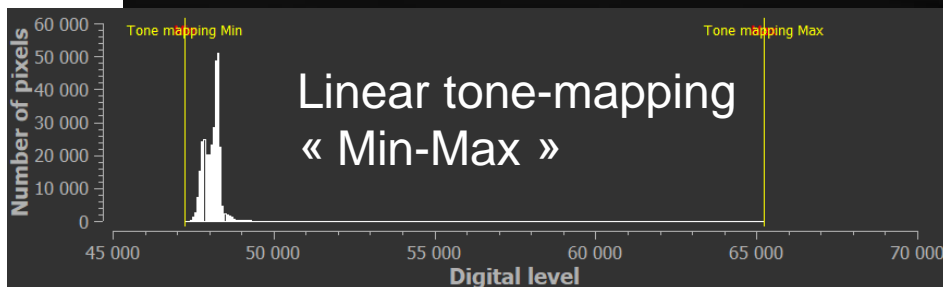 Number of pixels
60 000
50 000
40 000
30 000
20 000
10 000
0
Tone mapping Min
Tone mapping Max
Linear tone-mapping
« Min-Max »
45 000
50 000
55 000
60 000
65 000
70 000
Digital level